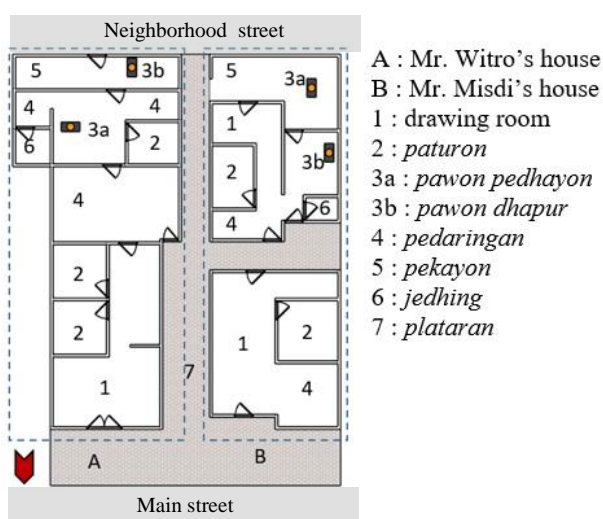 Neighborhood street
5 3b
4 3a 4
6 2
4
2
2
1
5 3a
1
2 3b
4 6
1 2
4
7
A B
Main street
A : Mr. Witro's house
B : Mr. Misdi's house
1 : drawing room
2 : paturon
3a : pawon pedhayon
3b : pawon dhapur
4 : pedaringan
5 : pekayon
6 : jedhing
7 : plataran